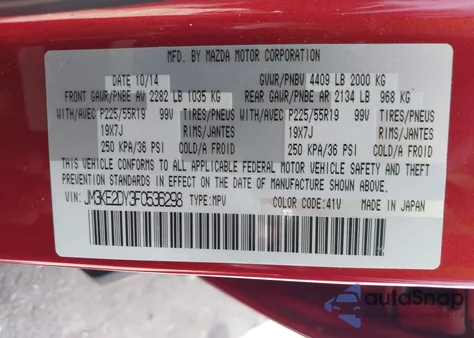 MFD. BY MAZDA MOTOR CORPORATION
DATE 10/14 GVWR/PNBV 4409 LB 2000 KG
FRONT GAWR/PNBE AV 2282 LB 1035 KG REAR GAWR/PNBE AR 2134 LB 968 KG
WITH/AVEC P225/55R19 99V TIRES/PNEUS WITH/AVEC P225/55R19 99V TIRES/PNEUS
19X7J RIMS/JANTES 19X7J RIMS/JANTES
250 KPA/36 PSI COLD/A FROID 250 KPA/36 PSI COLD/A FROID
THIS VEHICLE CONFORMS TO ALL APPLICABLE FEDERAL MOTOR VEHICLE SAFETY AND THEFT
PREVENTION STANDARDS IN EFFECT ON THE DATE OF MANUFACTURE SHOWN ABOVE.
VIN: JM3KE2DY3F0536298 TYPE:MPV COLOR CODE:41V MADE IN JAPAN
autoSnap